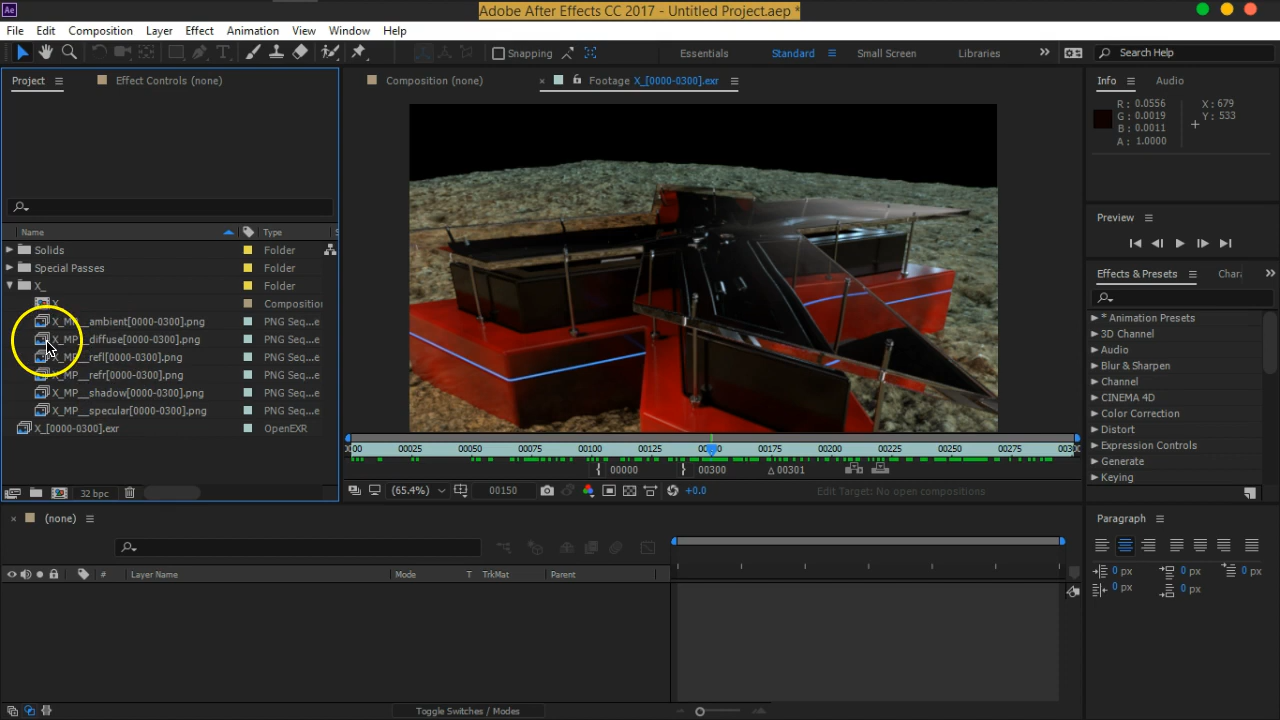 Ae
Adobe After Effects CC 2017 - Untitled Project.aep *
File Edit Composition Layer Effect Animation View Window Help
Snapping Essentials Standard Small Screen Libraries Search Help
Project Effect Controls (none)
Composition (none) Footage X_[0000-0300].exr
Info Audio
R: 0.0556
G: 0.0019
B: 0.0011
A: 1.0000
X: 679
Y: 533
Preview
Effects & Presets Chara
* Animation Presets
3D Channel
Audio
Blur & Sharpen
Channel
CINEMA 4D
Color Correction
Distort
Expression Controls
Generate
Keying
Name Type
Solids Folder
Special Passes Folder
X_ Folder
X Compositio
X_MP__ambient[0000-0300].png PNG Seq...e
X_MP__diffuse[0000-0300].png PNG Seq...e
X_MP__refl[0000-0300].png PNG Seq...e
X_MP__refr[0000-0300].png PNG Seq...e
X_MP__shadow[0000-0300].png PNG Seq...e
X_MP__specular[0000-0300].png PNG Seq...e
X_[0000-0300].exr OpenEXR
32 bpc
00 00025 00050 00075 00100 00125 00150 00175 00200 00225 00250 00275 0030
00000 00300 Δ 00301
(65.4%) 00150 +0.0 Edit Target: No open compositions
(none)
# Layer Name Mode T TrkMat Parent
Toggle Switches / Modes
Paragraph
0 px 0 px 0 px
0 px 0 px